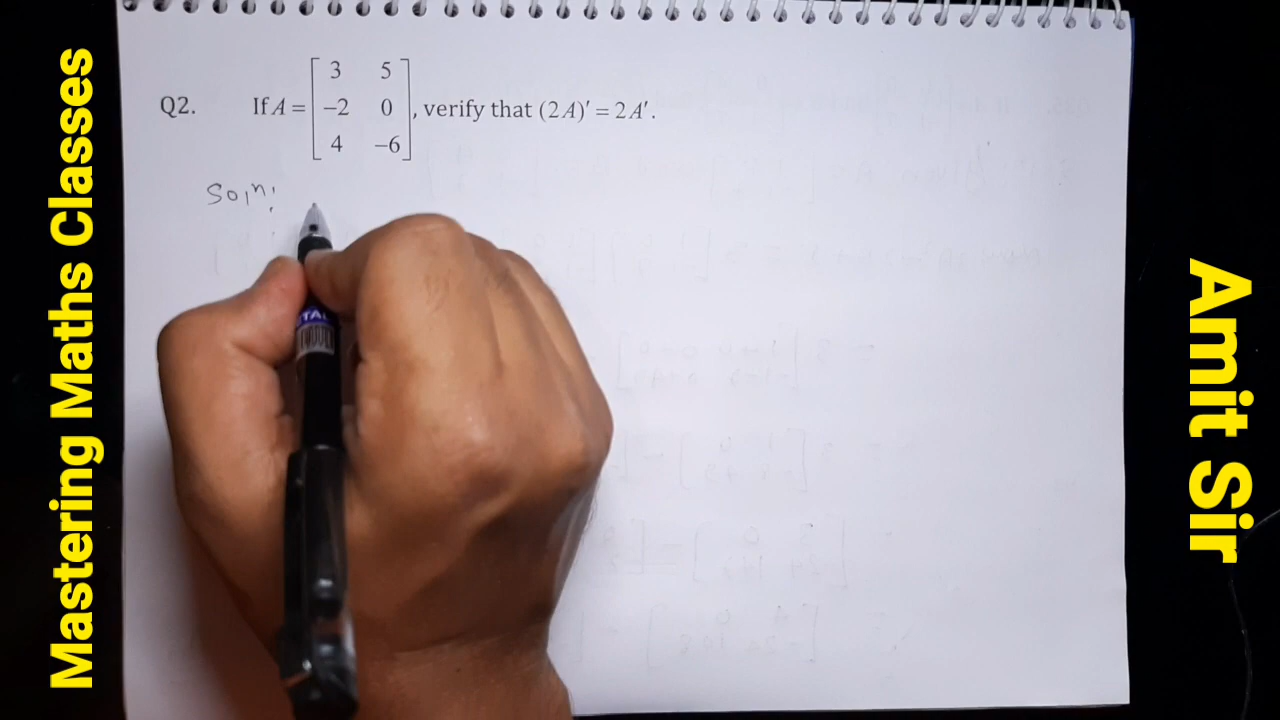 Mastering Maths Classes
Q2. If A = [ 3 5
-2 0
4 -6 ], verify that (2A)′ = 2A′.
Soln:
Amit Sir